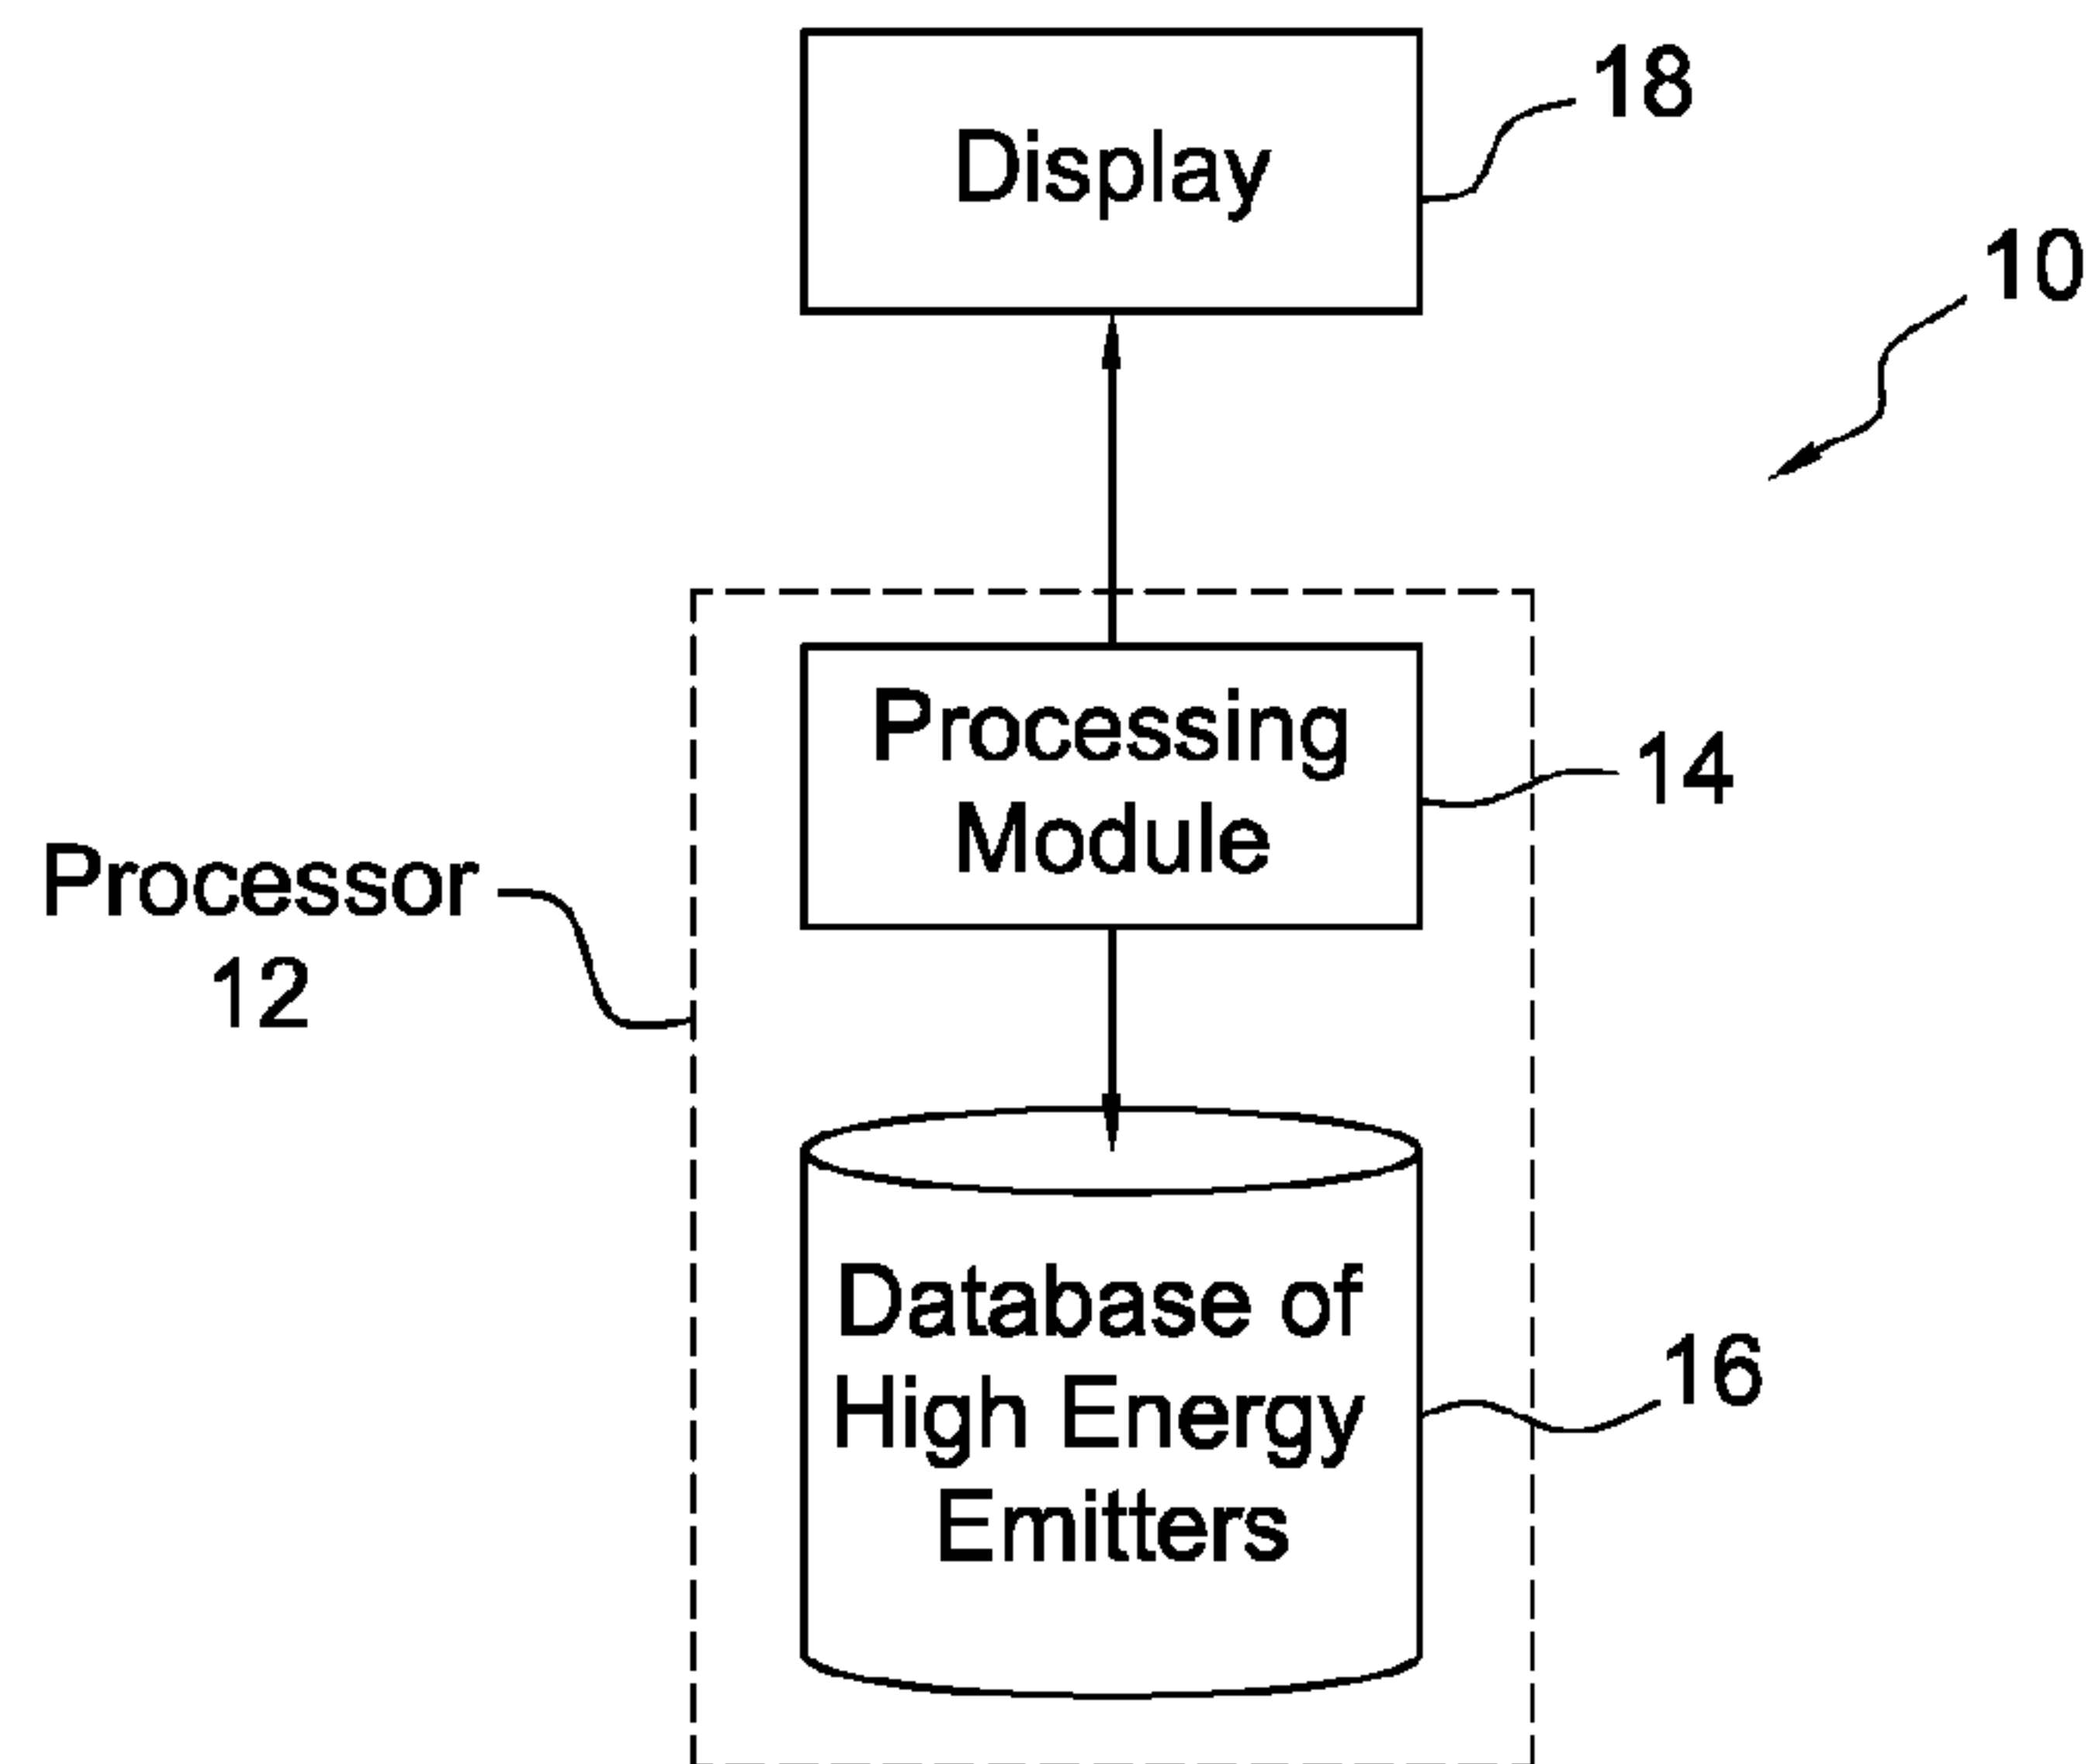 Display
18
10
Processing
Module
14
Processor
12
Database of
High Energy
Emitters
16